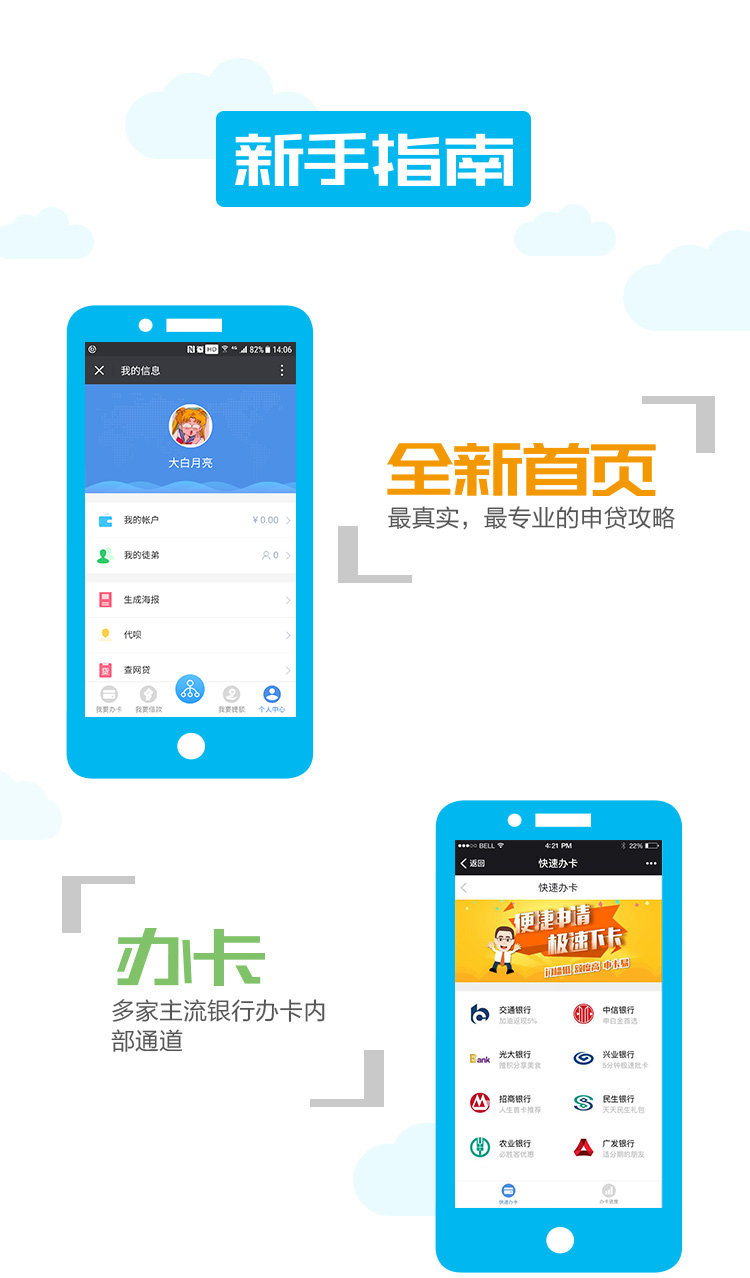 新手指南
82% 14:06
我的信息
大白月亮
我的帐户 ¥ 0.00
我的徒弟 0
生成海报
代呗
查网贷
我要办卡 我要借款 我要提额 个人中心
全新首页
最真实，最专业的申贷攻略
办卡
多家主流银行办卡内
部通道
BELL 4:21 PM 22%
返回 快速办卡
快速办卡
便捷申请
极速下卡
门槛低 额度高 申卡易
交通银行 中信银行
加油返现5% 申白金首选
Bank 光大银行 兴业银行
随积分享美食 5分钟极速批卡
招商银行 民生银行
人生首卡推荐 天天民生礼包
农业银行 广发银行
必胜客优惠 适分期的朋友
快速办卡 办卡进度